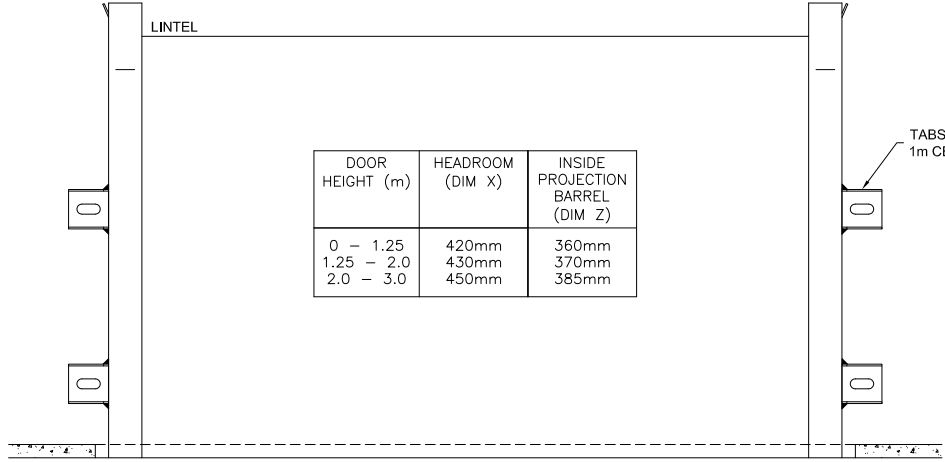 LINTEL
TABS
1m CE
DOOR HEADROOM INSIDE
HEIGHT (m) (DIM X) PROJECTION
BARREL
(DIM Z)
0 – 1.25 420mm 360mm
1.25 – 2.0 430mm 370mm
2.0 – 3.0 450mm 385mm